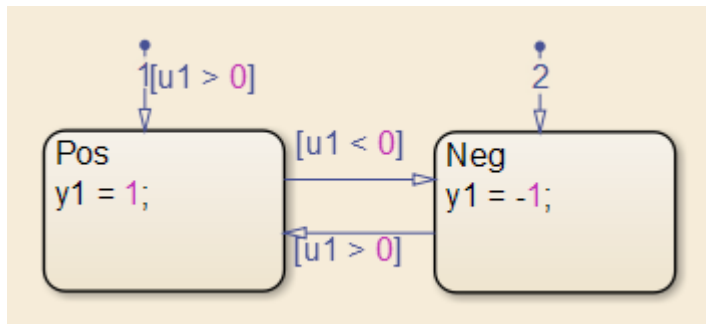 1[u1 > 0]
2
Pos
y1 = 1;
[u1 < 0]
Neg
y1 = -1;
[u1 > 0]